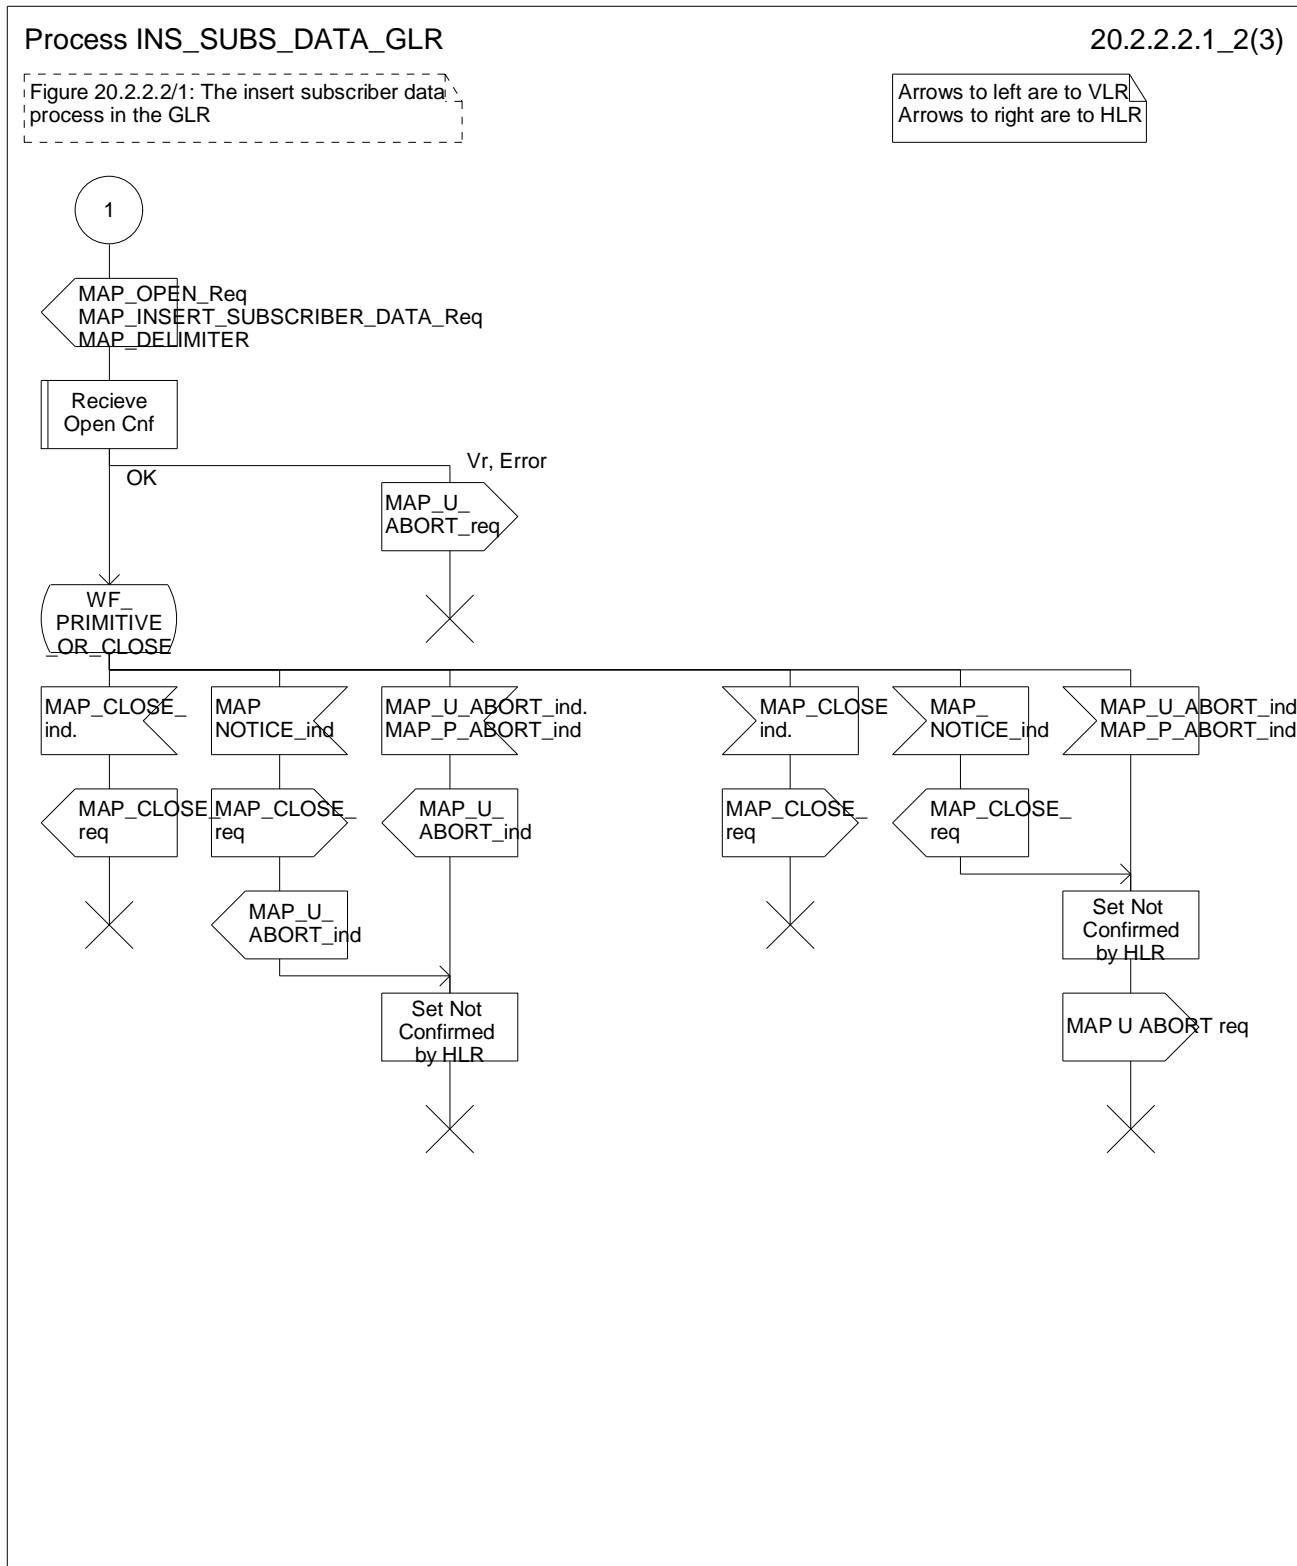 Process INS_SUBS_DATA_GLR
20.2.2.2.1_2(3)
Figure 20.2.2.2/1: The insert subscriber data
process in the GLR
Arrows to left are to VLR
Arrows to right are to HLR
1
MAP_OPEN_Req
MAP_INSERT_SUBSCRIBER_DATA_Req
MAP_DELIMITER
Recieve
Open Cnf
OK
Vr, Error
MAP_U_
ABORT_req
WF_
PRIMITIVE
_OR_CLOSE
MAP_CLOSE_
ind.
MAP
NOTICE_ind
MAP_U_ABORT_ind.
MAP_P_ABORT_ind
MAP_CLOSE
ind.
MAP_
NOTICE_ind
MAP_U_ABORT_ind
MAP_P_ABORT_ind
MAP_CLOSE_
req
MAP_CLOSE_
req
MAP_U_
ABORT_ind
MAP_CLOSE_
req
MAP_CLOSE_
req
MAP_U_
ABORT_ind
Set Not
Confirmed
by HLR
Set Not
Confirmed
by HLR
MAP U ABORT req